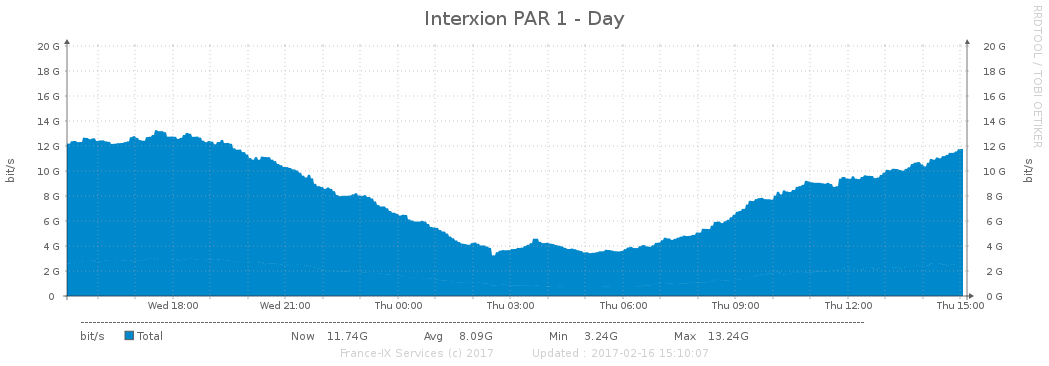 Interxion PAR 1 - Day
RRDTOOL / TOBI OETIKER
20 G 20 G
18 G 18 G
16 G 16 G
14 G 14 G
12 G 12 G
10 G 10 G
8 G 8 G
6 G 6 G
4 G 4 G
2 G 2 G
0 0 G
bit/s
bit/s
Wed 18:00 Wed 21:00 Thu 00:00 Thu 03:00 Thu 06:00 Thu 09:00 Thu 12:00 Thu 15:00
bit/s Total Now 11.74G Avg 8.09G Min 3.24G Max 13.24G
France-IX Services (c) 2017 Updated : 2017-02-16 15:10:07